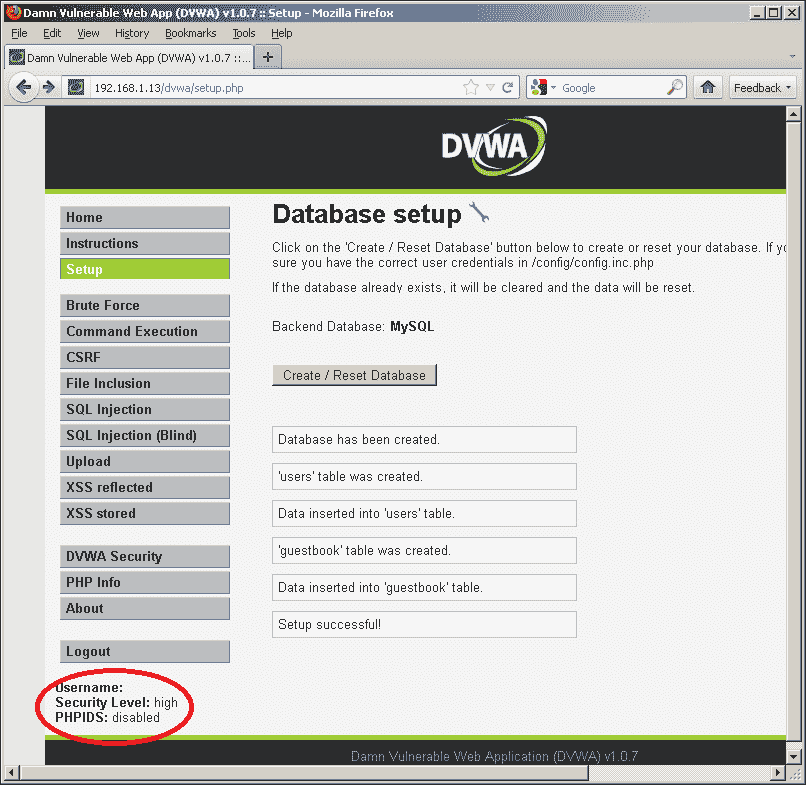 Damn Vulnerable Web App (DVWA) v1.0.7 :: Setup - Mozilla Firefox
File Edit View History Bookmarks Tools Help
Damn Vulnerable Web App (DVWA) v1.0.7 ::...
192.168.1.13/dvwa/setup.php
Google
Feedback
DVWA
Home
Instructions
Setup
Brute Force
Command Execution
CSRF
File Inclusion
SQL Injection
SQL Injection (Blind)
Upload
XSS reflected
XSS stored
DVWA Security
PHP Info
About
Logout
Username:
Security Level: high
PHPIDS: disabled
Database setup
Click on the 'Create / Reset Database' button below to create or reset your database. If
sure you have the correct user credentials in /config/config.inc.php
If the database already exists, it will be cleared and the data will be reset.
Backend Database: MySQL
Create / Reset Database
Database has been created.
'users' table was created.
Data inserted into 'users' table.
'guestbook' table was created.
Data inserted into 'guestbook' table.
Setup successful!
Damn Vulnerable Web Application (DVWA) v1.0.7